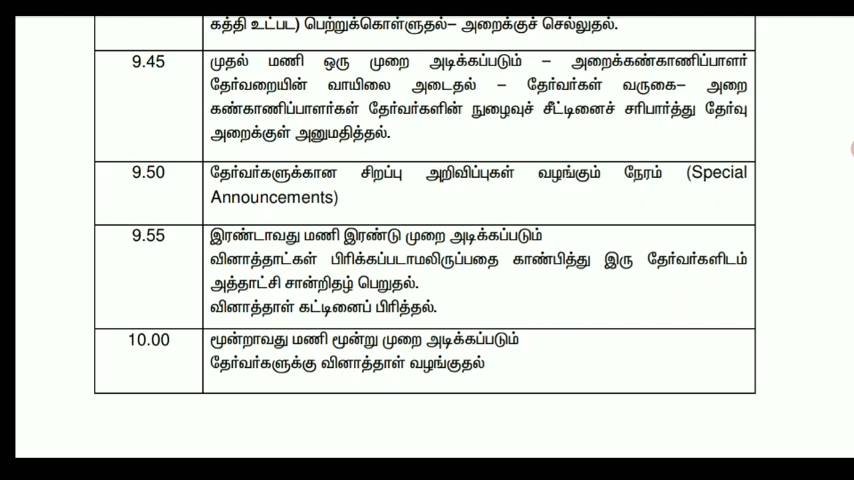 கத்தி உட்பட) பெற்றுக்கொள்ளுதல்– அறைக்குச் செல்லுதல்.
9.45 முதல் மணி ஒரு முறை அடிக்கப்படும் – அறைக்கண்காணிப்பாளர்
தேர்வறையின் வாயிலை அடைதல் – தேர்வர்கள் வருகை– அறை
கண்காணிப்பாளர்கள் தேர்வர்களின் நுழைவுச் சீட்டினைச் சரிபார்த்து தேர்வு
அறைக்குள் அனுமதித்தல்.
9.50 தேர்வர்களுக்கான சிறப்பு அறிவிப்புகள் வழங்கும் நேரம் (Special
Announcements)
9.55 இரண்டாவது மணி இரண்டு முறை அடிக்கப்படும்
வினாத்தாட்கள் பிரிக்கப்படாமலிருப்பதை காண்பித்து இரு தேர்வர்களிடம்
அத்தாட்சி சான்றிதழ் பெறுதல்.
வினாத்தாள் கட்டினைப் பிரித்தல்.
10.00 மூன்றாவது மணி மூன்று முறை அடிக்கப்படும்
தேர்வர்களுக்கு வினாத்தாள் வழங்குதல்